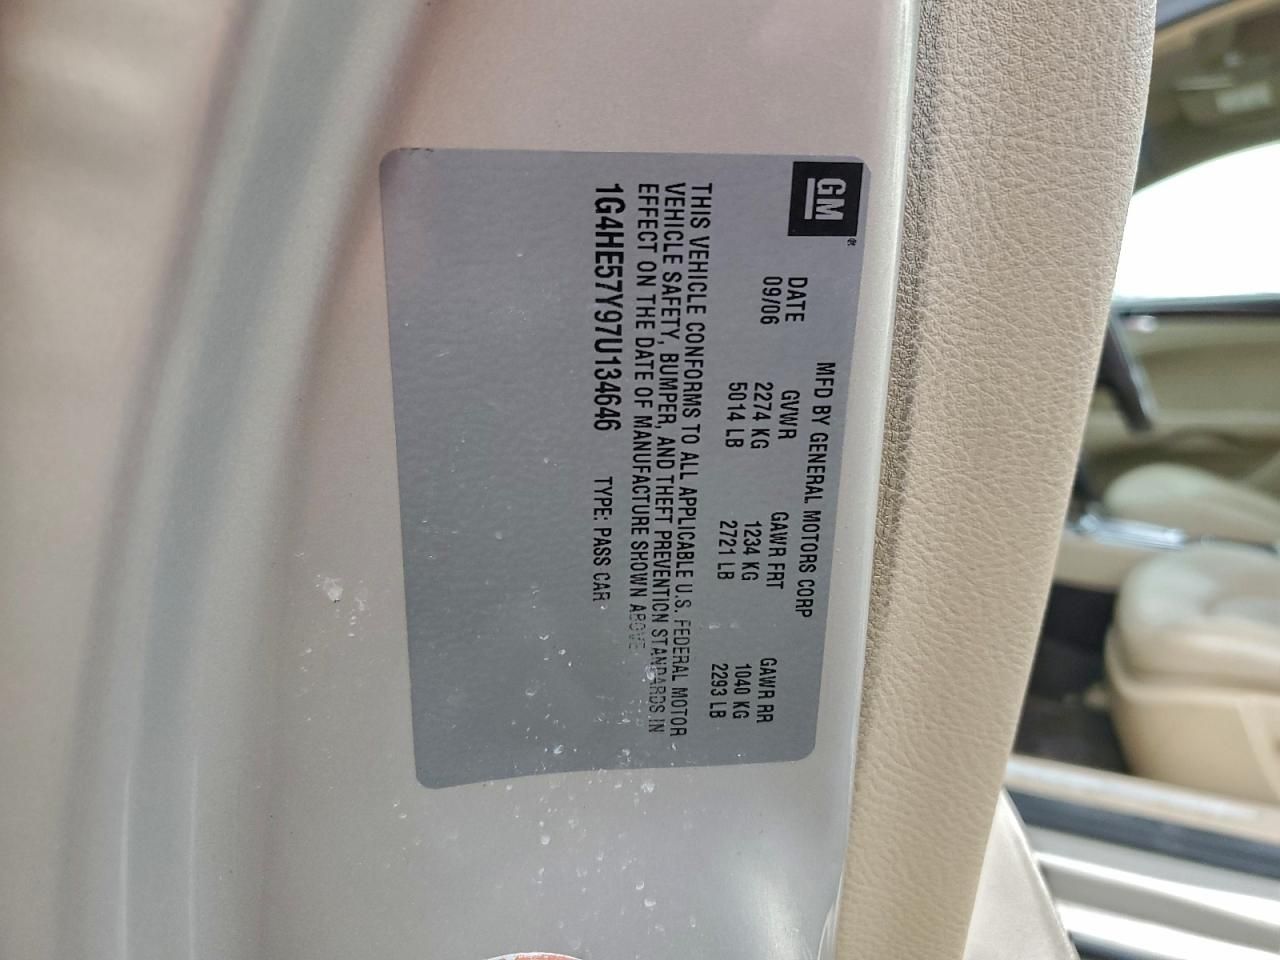 GM
MFD BY GENERAL MOTORS CORP
DATE GVWR GAWR FRT GAWR RR
09/06 2274 KG 1234 KG 1040 KG
5014 LB 2721 LB 2293 LB
THIS VEHICLE CONFORMS TO ALL APPLICABLE U.S. FEDERAL MOTOR
VEHICLE SAFETY, BUMPER, AND THEFT PREVENTION STANDARDS IN
EFFECT ON THE DATE OF MANUFACTURE SHOWN ABOVE
1G4HE57Y97U134646 TYPE: PASS CAR